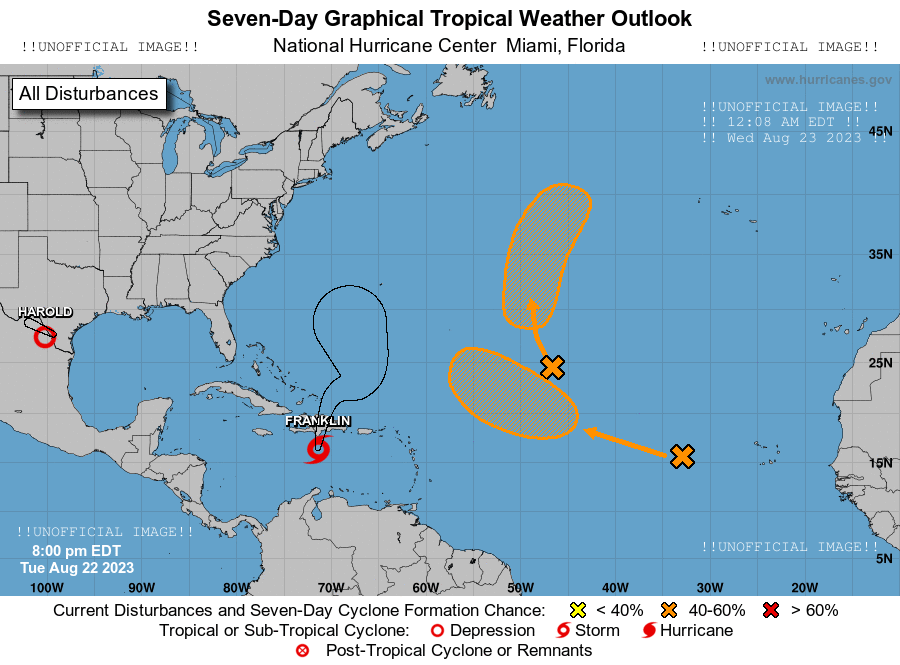 Seven-Day Graphical Tropical Weather Outlook
!!UNOFFICIAL IMAGE!! National Hurricane Center Miami, Florida !!UNOFFICIAL IMAGE!!
All Disturbances
www.hurricanes.gov
!!UNOFFICIAL IMAGE!!
!! 12:08 AM EDT !!
!! Wed Aug 23 2023 !!
45N
35N
HAROLD
25N
FRANKLIN
15N
!!UNOFFICIAL IMAGE!!
8:00 pm EDT
Tue Aug 22 2023
!!UNOFFICIAL IMAGE!!
5N
100W 90W 80W 70W 60W 50W 40W 30W 20W
Current Disturbances and Seven-Day Cyclone Formation Chance: < 40% 40-60% > 60%
Tropical or Sub-Tropical Cyclone: Depression Storm Hurricane
Post-Tropical Cyclone or Remnants